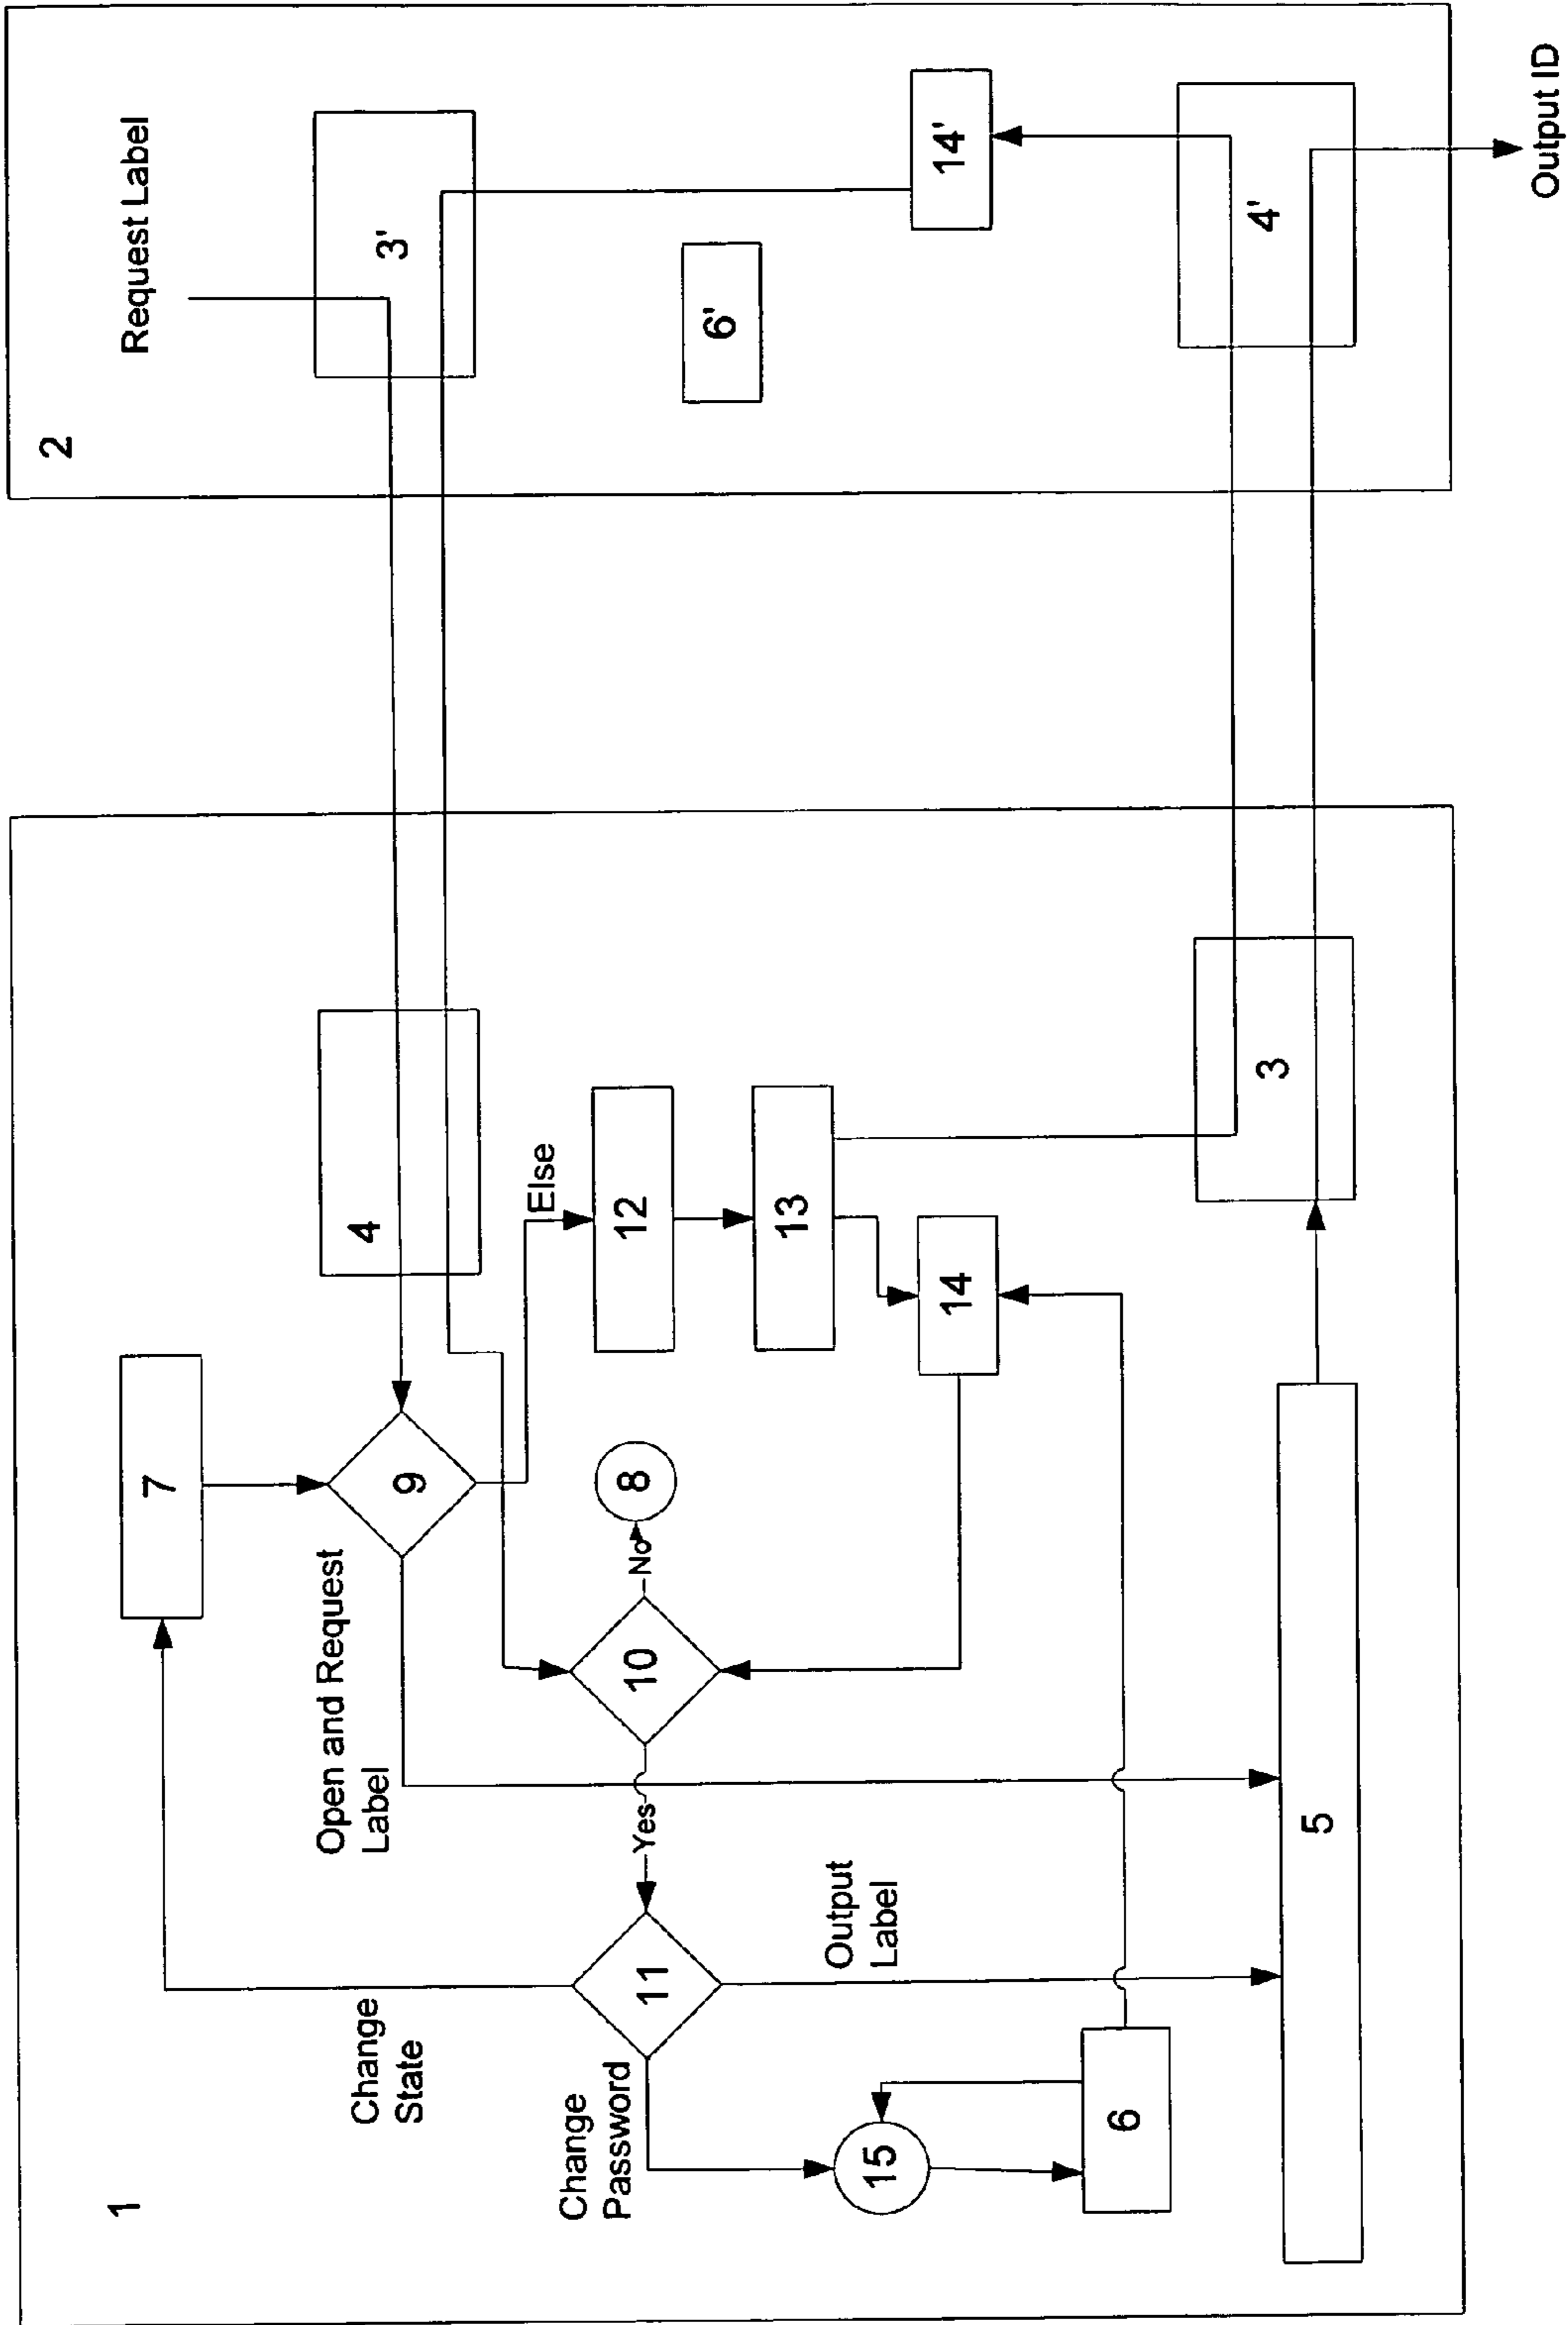 1
7
Change
State
Open and Request
Label
9
4
Else
Change
Password
11
Yes
10
No
8
12
13
14
15
6
Output
Label
5
3
2
Request Label
3'
6'
14'
4'
Output ID